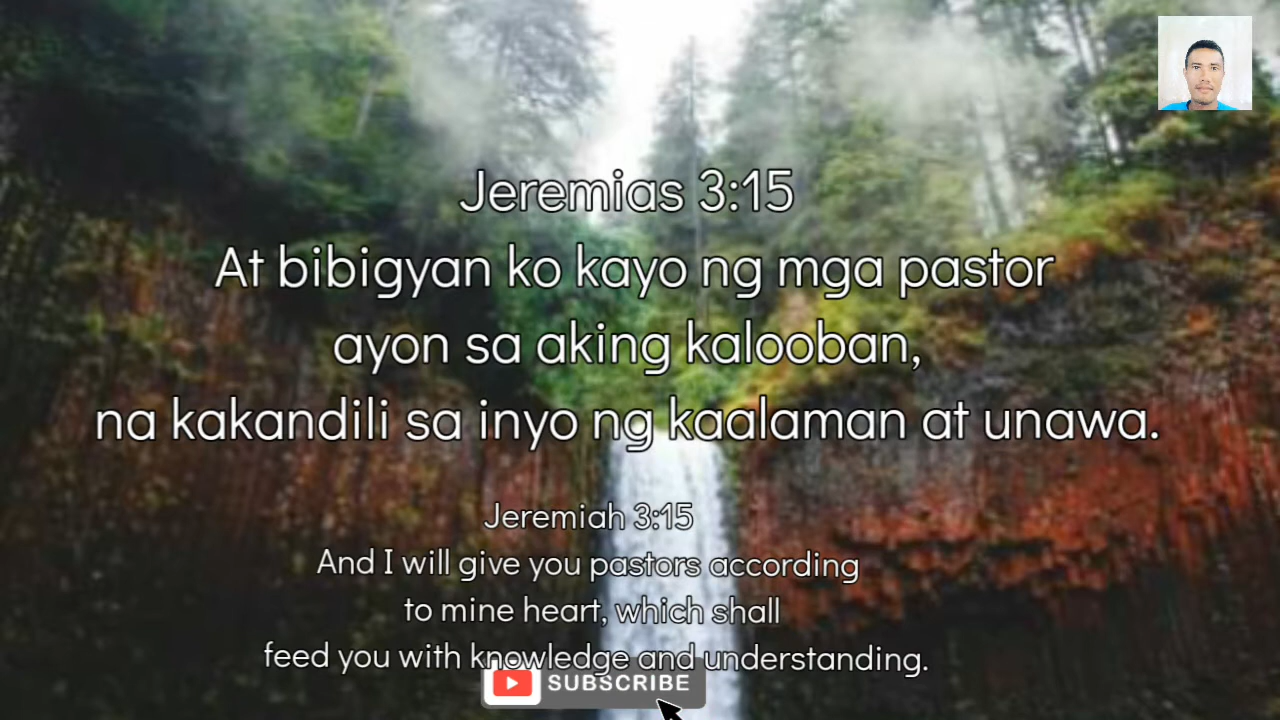 Jeremias 3:15
At bibigyan ko kayo ng mga pastor
ayon sa aking kalooban,
na kakandili sa inyo ng kaalaman at unawa.
Jeremiah 3:15
And I will give you pastors according
to mine heart, which shall
feed you with knowledge and understanding.
SUBSCRIBE